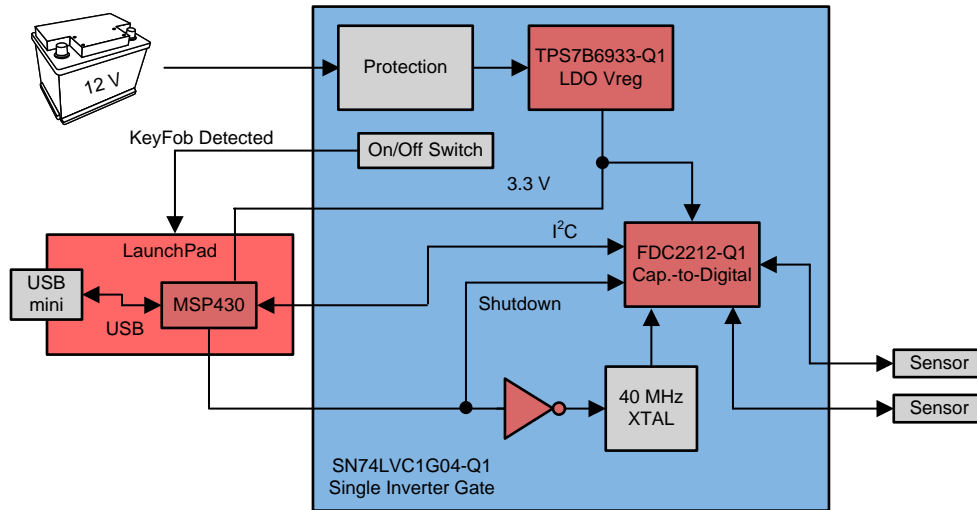 12 V
Protection
TPS7B6933-Q1
LDO Vreg
KeyFob Detected
On/Off Switch
3.3 V
I²C
LaunchPad
FDC2212-Q1
Cap.-to-Digital
USB
mini
MSP430
USB
Shutdown
Sensor
40 MHz
XTAL
Sensor
SN74LVC1G04-Q1
Single Inverter Gate